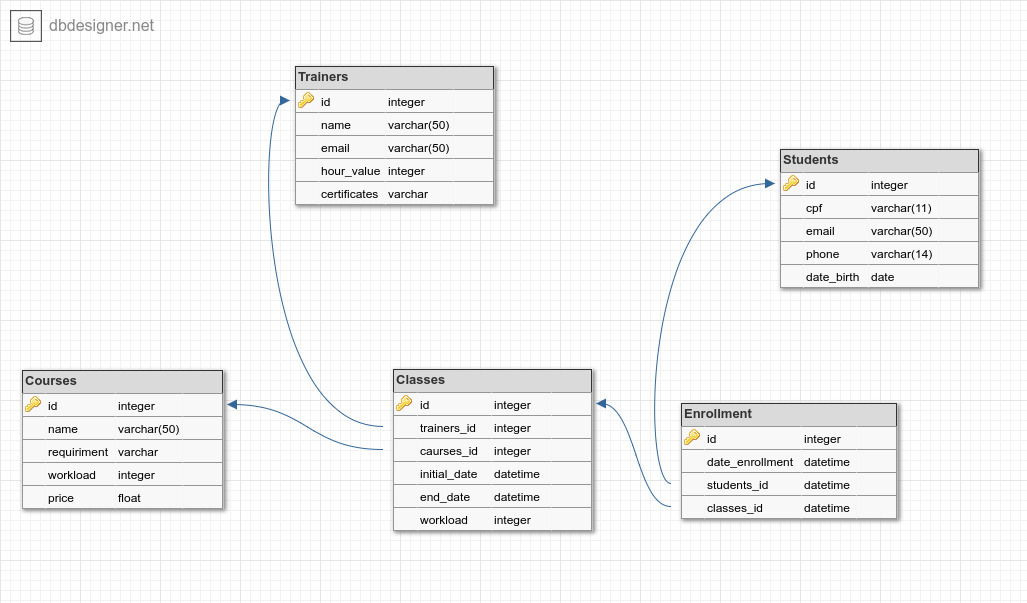 dbdesigner.net
Trainers
id integer
name varchar(50)
email varchar(50)
hour_value integer
certificates varchar
Students
id integer
cpf varchar(11)
email varchar(50)
phone varchar(14)
date_birth date
Courses
id integer
name varchar(50)
requiriment varchar
workload integer
price float
Classes
id integer
trainers_id integer
caurses_id integer
initial_date datetime
end_date datetime
workload integer
Enrollment
id integer
date_enrollment datetime
students_id datetime
classes_id datetime